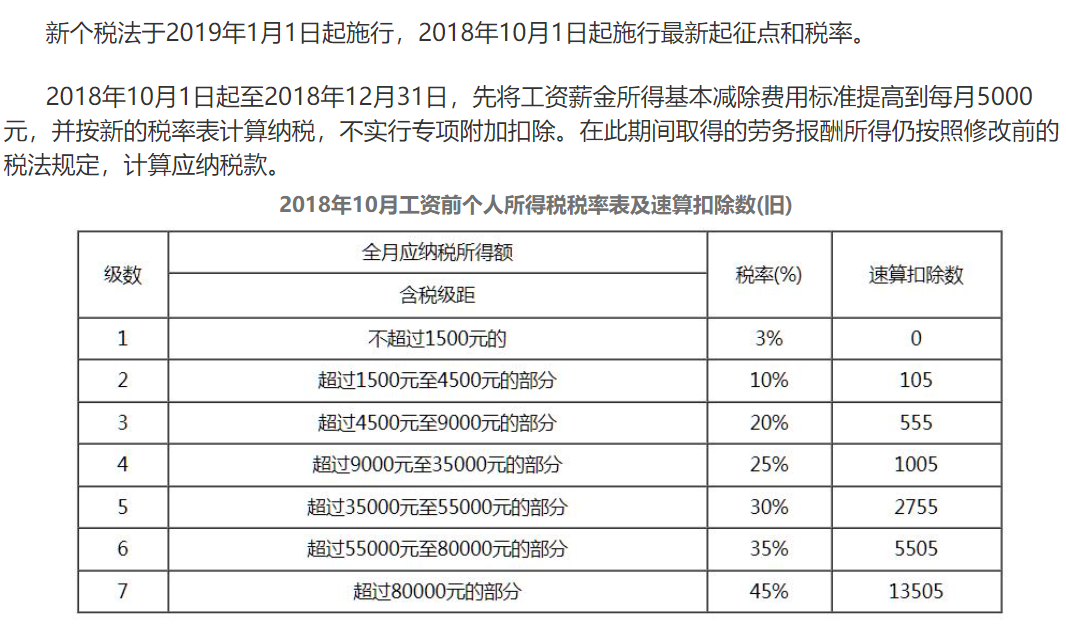 新个税法于2019年1月1日起施行，2018年10月1日起施行最新起征点和税率。
2018年10月1日起至2018年12月31日，先将工资薪金所得基本减除费用标准提高到每月5000
元，并按新的税率表计算纳税，不实行专项附加扣除。在此期间取得的劳务报酬所得仍按照修改前的
税法规定，计算应纳税款。
2018年10月工资前个人所得税税率表及速算扣除数(旧)
级数 全月应纳税所得额 税率(%) 速算扣除数
含税级距
1 不超过1500元的 3% 0
2 超过1500元至4500元的部分 10% 105
3 超过4500元至9000元的部分 20% 555
4 超过9000元至35000元的部分 25% 1005
5 超过35000元至55000元的部分 30% 2755
6 超过55000元至80000元的部分 35% 5505
7 超过80000元的部分 45% 13505